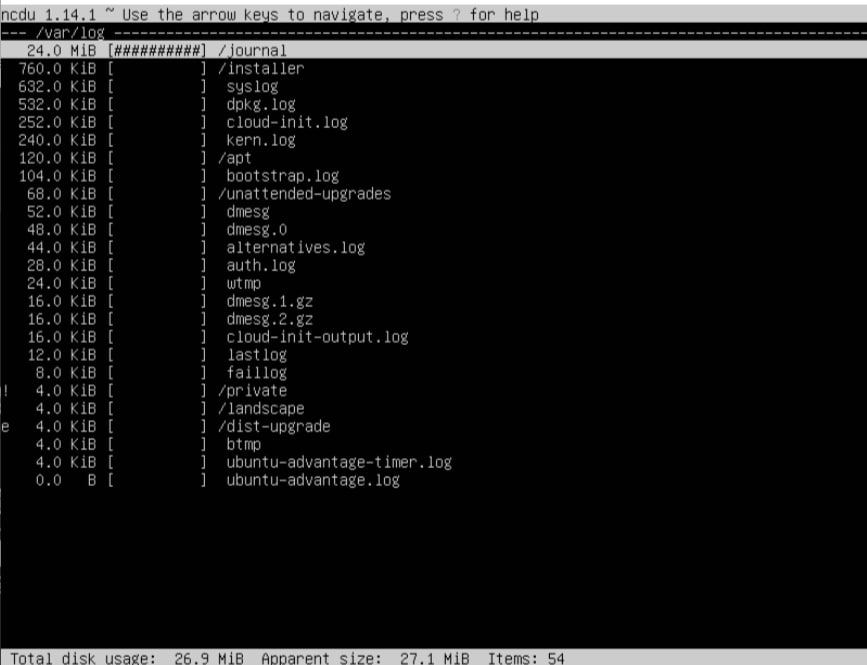 ncdu 1.14.1 ~ Use the arrow keys to navigate, press ? for help
--- /var/log ---------------------------------------------------------------------------------------
   24.0 MiB [##########] /journal
  760.0 KiB [          ] /installer
  632.0 KiB [          ]  syslog
  532.0 KiB [          ]  dpkg.log
  252.0 KiB [          ]  cloud-init.log
  240.0 KiB [          ]  kern.log
  120.0 KiB [          ] /apt
  104.0 KiB [          ]  bootstrap.log
   68.0 KiB [          ] /unattended-upgrades
   52.0 KiB [          ]  dmesg
   48.0 KiB [          ]  dmesg.0
   44.0 KiB [          ]  alternatives.log
   28.0 KiB [          ]  auth.log
   24.0 KiB [          ]  wtmp
   16.0 KiB [          ]  dmesg.1.gz
   16.0 KiB [          ]  dmesg.2.gz
   16.0 KiB [          ]  cloud-init-output.log
   12.0 KiB [          ]  lastlog
    8.0 KiB [          ]  faillog
!   4.0 KiB [          ] /private
    4.0 KiB [          ] /landscape
e   4.0 KiB [          ] /dist-upgrade
    4.0 KiB [          ]  btmp
    4.0 KiB [          ]  ubuntu-advantage-timer.log
    0.0   B [          ]  ubuntu-advantage.log
 Total disk usage:  26.9 MiB  Apparent size:  27.1 MiB  Items: 54